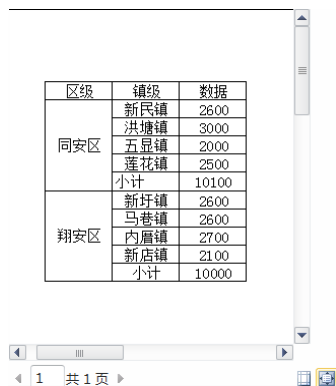 区级 镇级 数据
同安区 新民镇 2600
洪塘镇 3000
五显镇 2000
莲花镇 2500
小计 10100
翔安区 新圩镇 2600
马巷镇 2600
内厝镇 2700
新店镇 2100
小计 10000
1 共1页